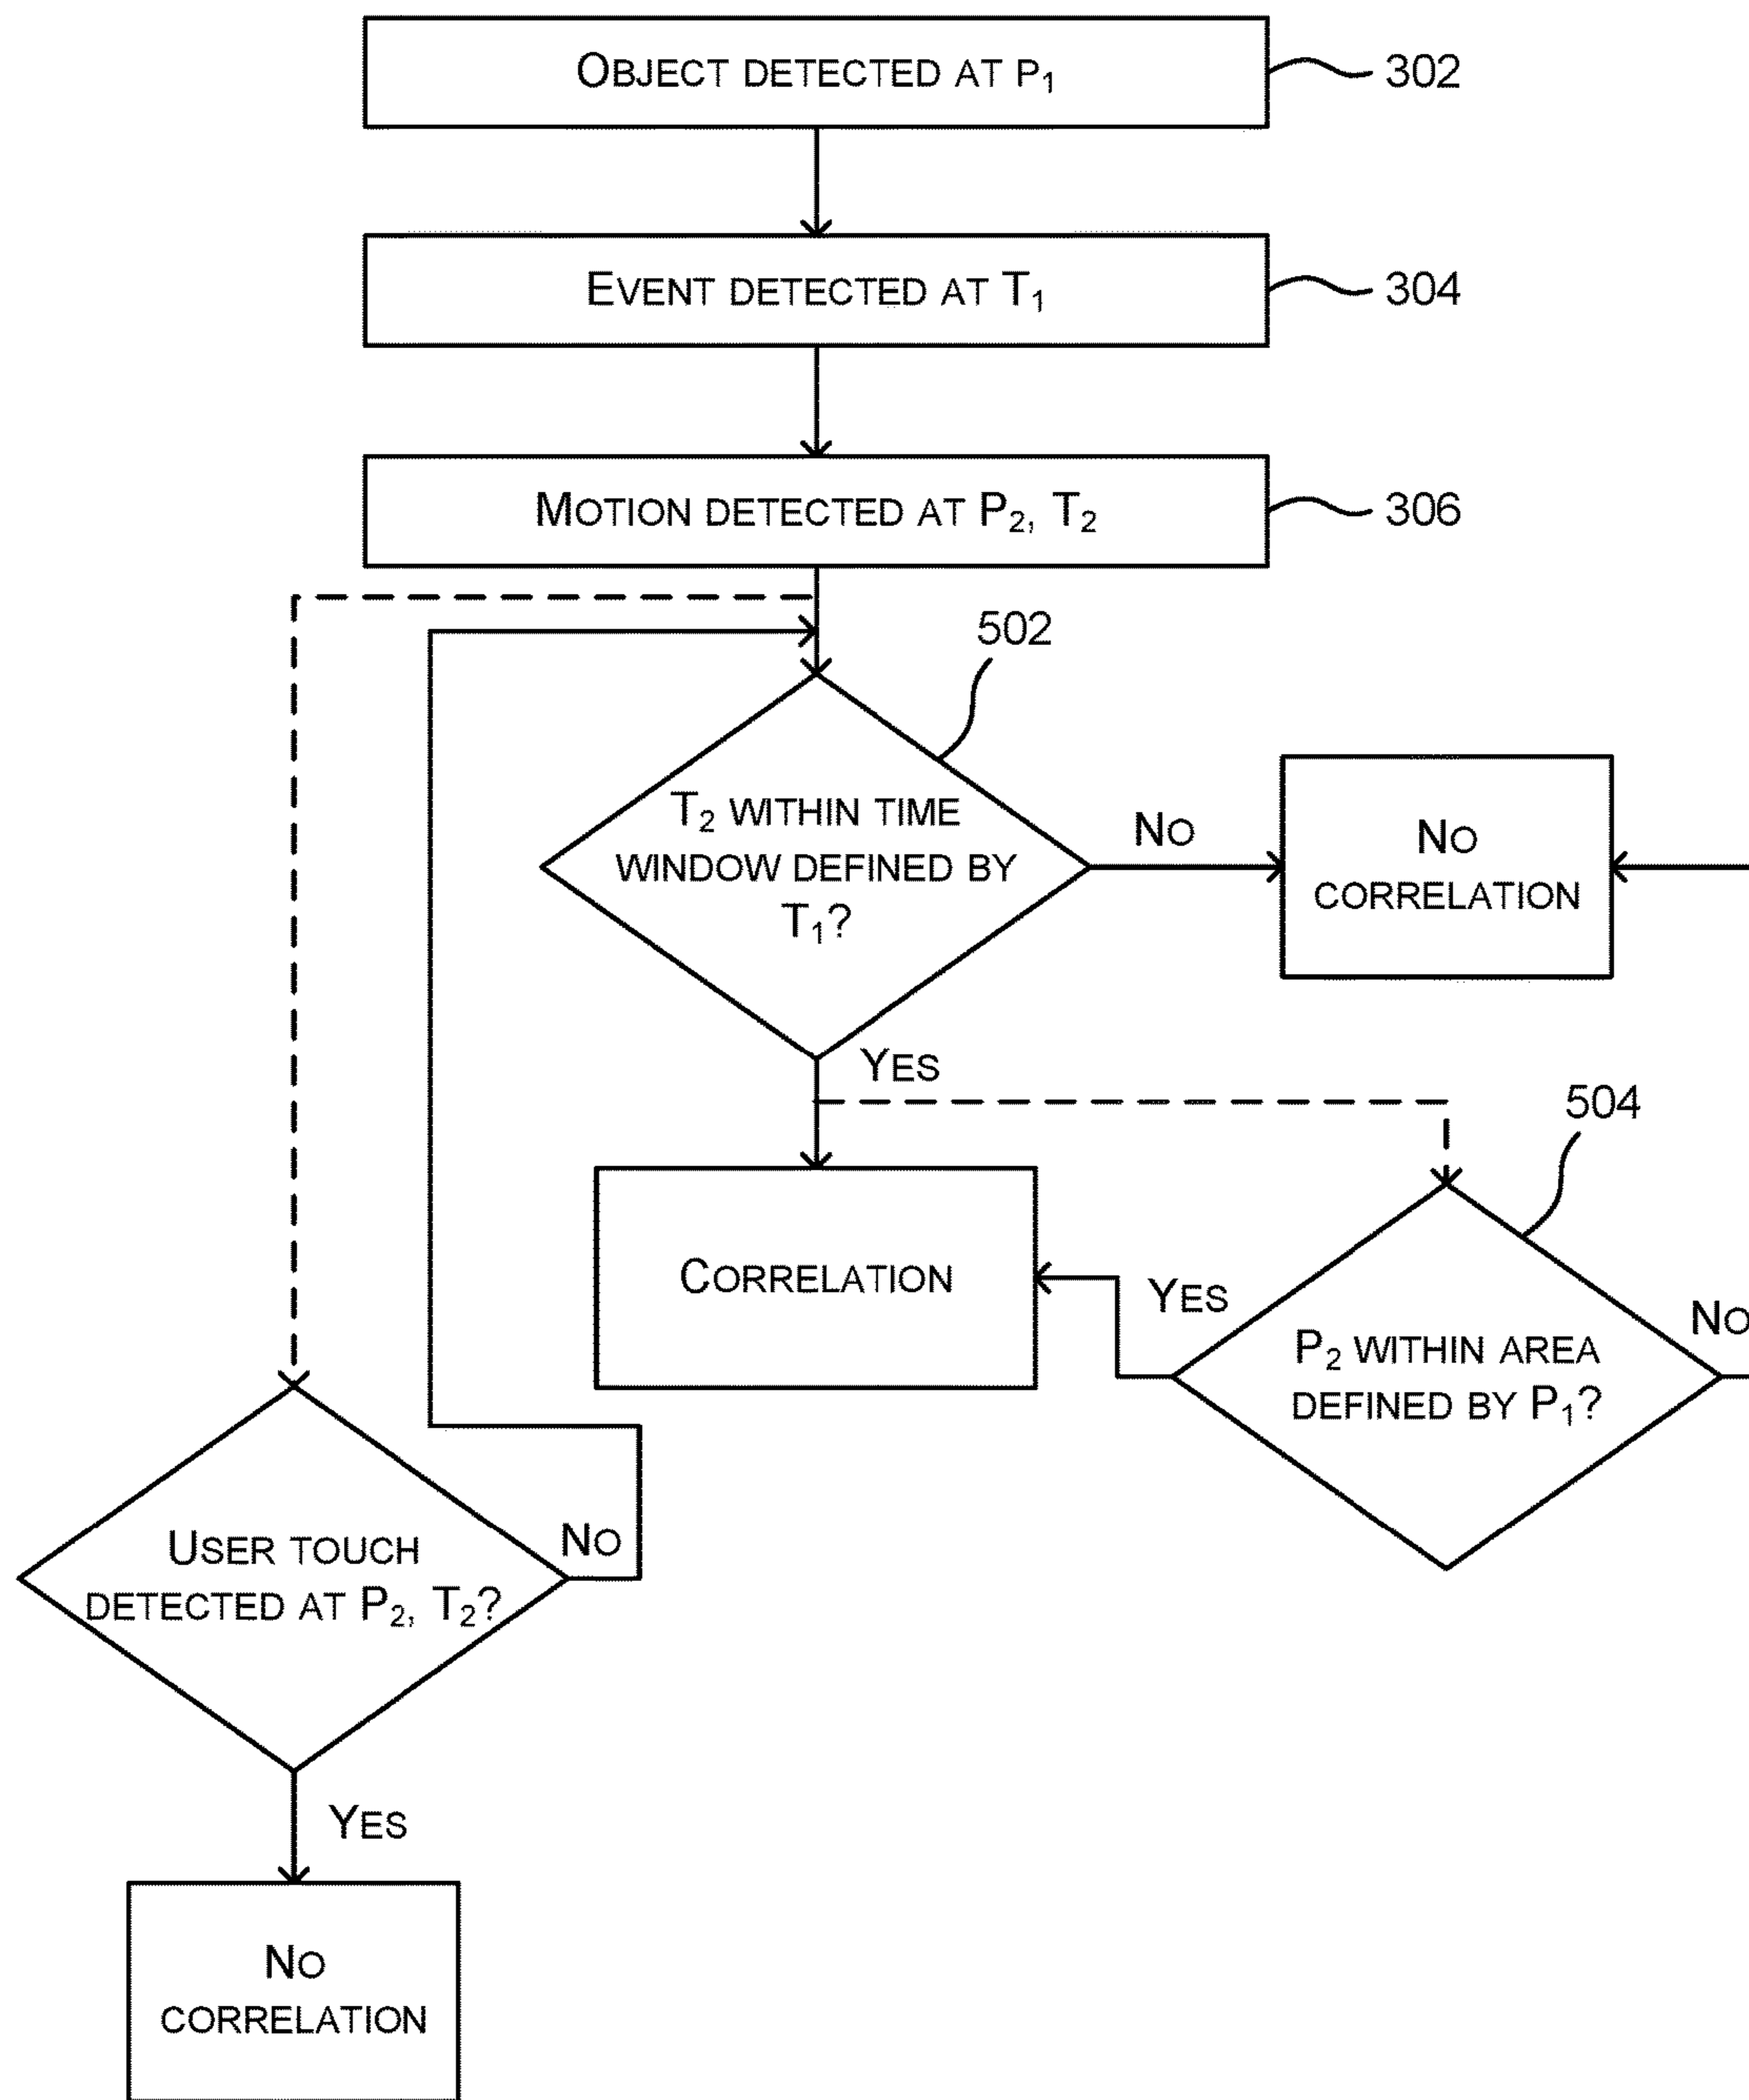 OBJECT DETECTED AT P1
302
EVENT DETECTED AT T1
304
MOTION DETECTED AT P2, T2
306
502
T2 WITHIN TIME
WINDOW DEFINED BY
T1?
NO
NO
CORRELATION
YES
504
CORRELATION
YES
P2 WITHIN AREA
DEFINED BY P1?
NO
USER TOUCH
DETECTED AT P2, T2?
NO
YES
NO
CORRELATION